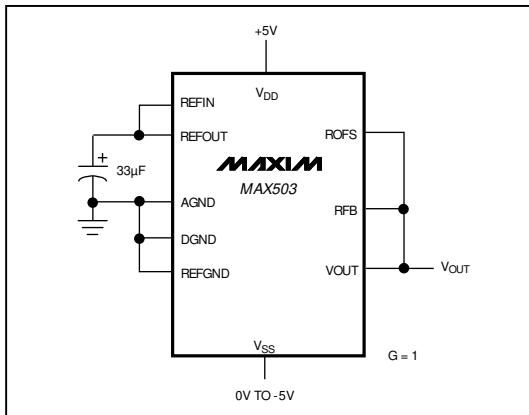 +5V
VDD
REFIN
REFOUT
ROFS
+
33µF
MAXIM
MAX503
AGND
RFB
DGND
REFGND
VOUT
VOUT
VSS
G = 1
0V TO -5V